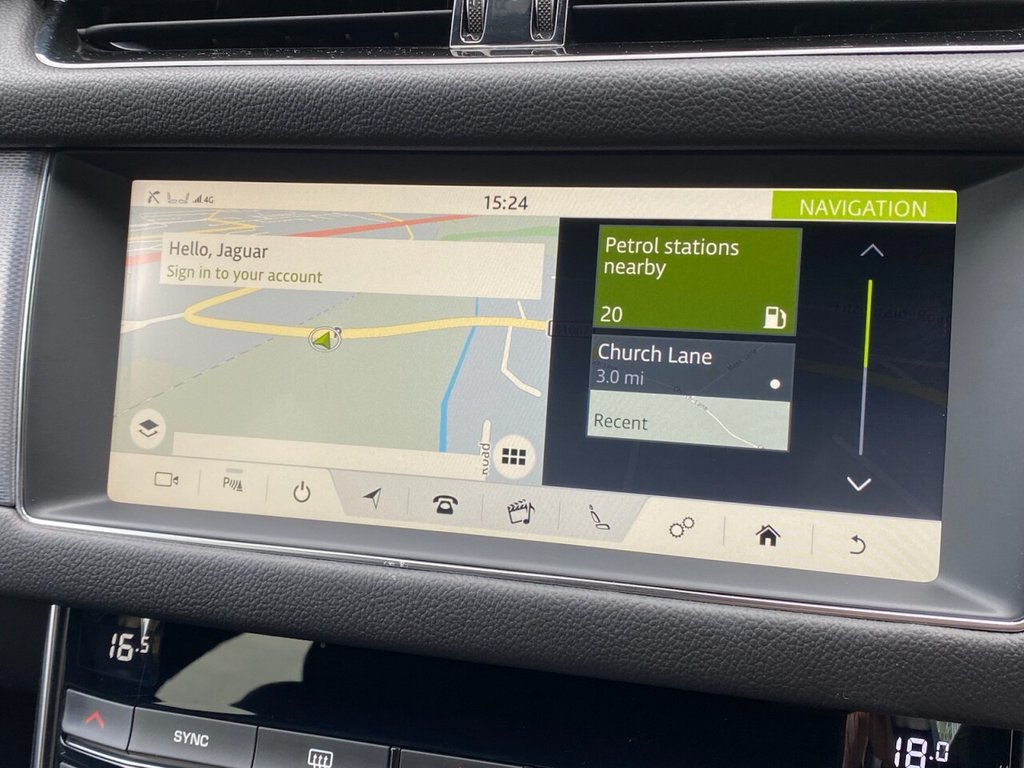 4G
15:24
NAVIGATION
Hello, Jaguar
Sign in to your account
Petrol stations
nearby
20
Church Lane
3.0 mi
Recent
Road
P
16.5
SYNC
18.0